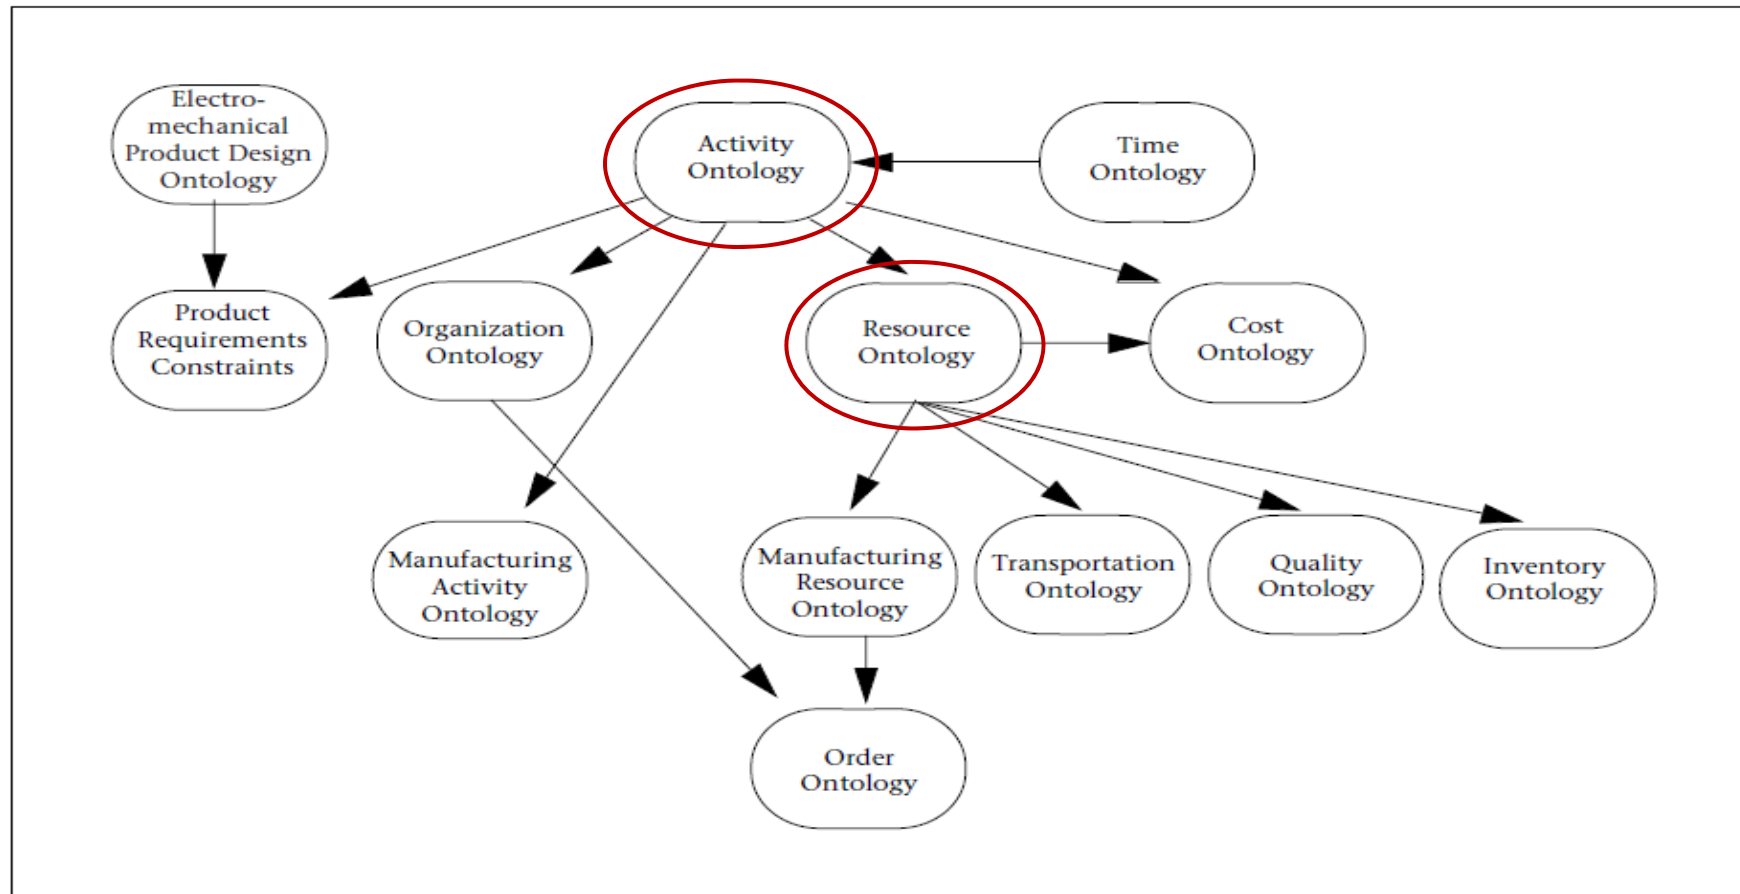 Electro-
mechanical
Product Design
Ontology
Activity
Ontology
Time
Ontology
Product
Requirements
Constraints
Organization
Ontology
Resource
Ontology
Cost
Ontology
Manufacturing
Activity
Ontology
Manufacturing
Resource
Ontology
Transportation
Ontology
Quality
Ontology
Inventory
Ontology
Order
Ontology